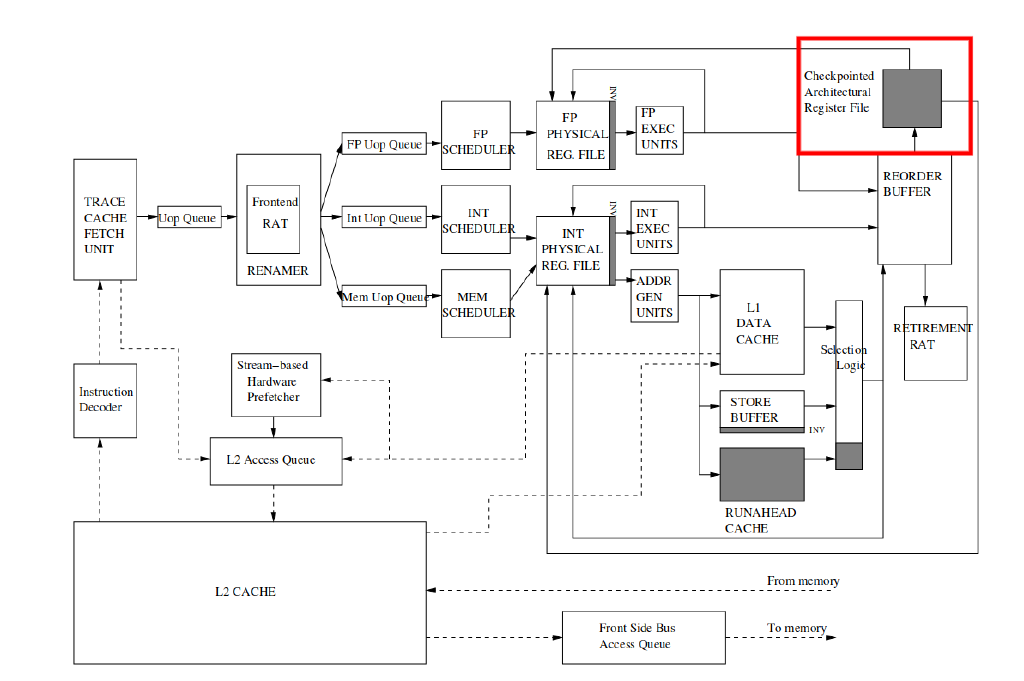 Checkpointed
Architectural
Register File
INV
FP
PHYSICAL
REG. FILE
FP
EXEC
UNITS
FP
SCHEDULER
FP Uop Queue
REORDER
BUFFER
TRACE
CACHE
FETCH
UNIT
Uop Queue
Frontend
RAT
RENAMER
Int Uop Queue
INT
SCHEDULER
INV
INT
PHYSICAL
REG. FILE
INT
EXEC
UNITS
Mem Uop Queue
MEM
SCHEDULER
ADDR
GEN
UNITS
L1
DATA
CACHE
Selection
Logic
RETIREMENT
RAT
Instruction
Decoder
Stream-based
Hardware
Prefetcher
STORE
BUFFER
INV
L2 Access Queue
RUNAHEAD
CACHE
L2 CACHE
From memory
Front Side Bus
Access Queue
To memory